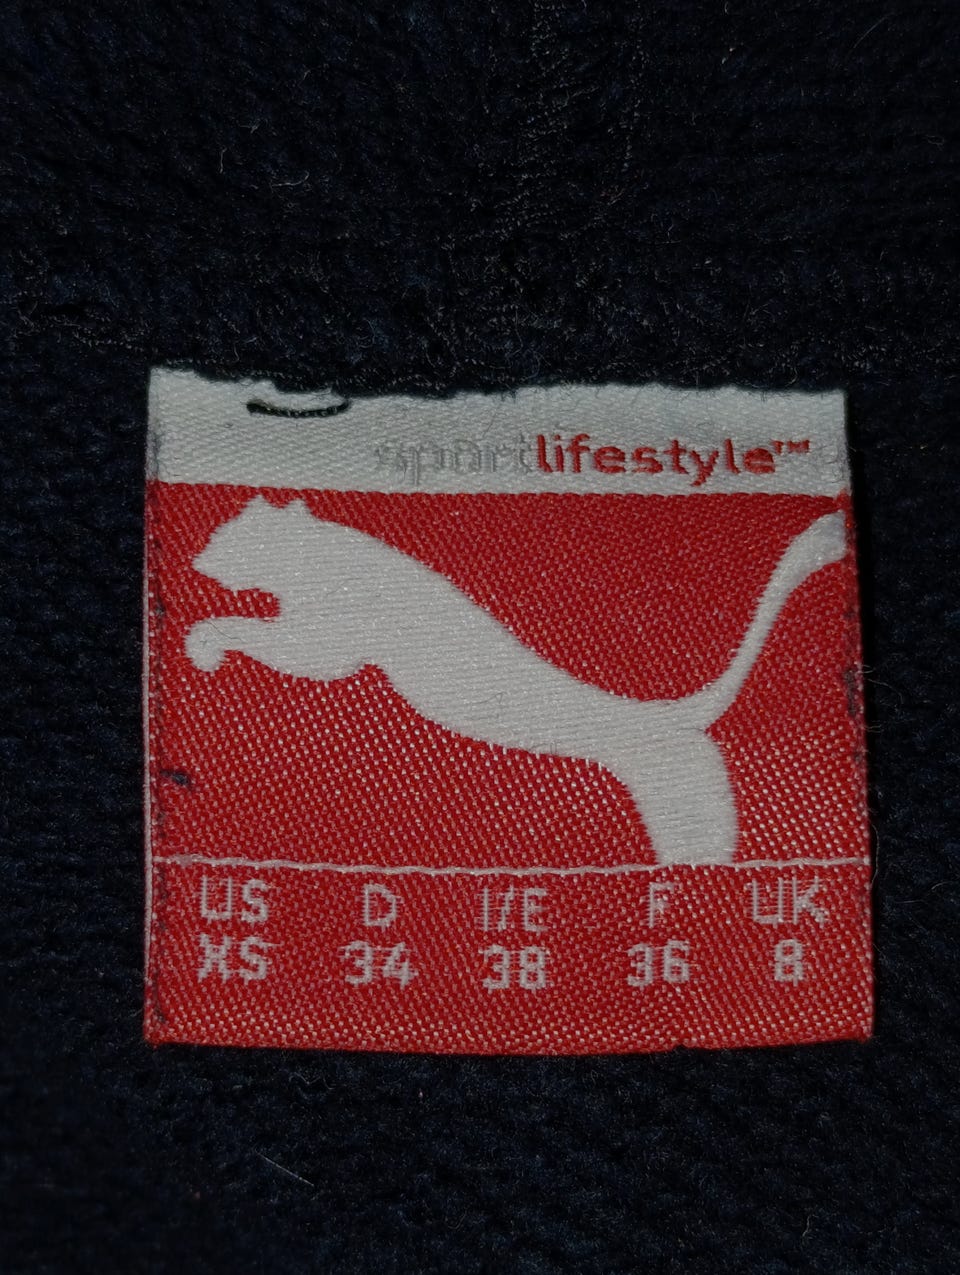 sportlifestyle™
US D I/E F UK
XS 34 38 36 8